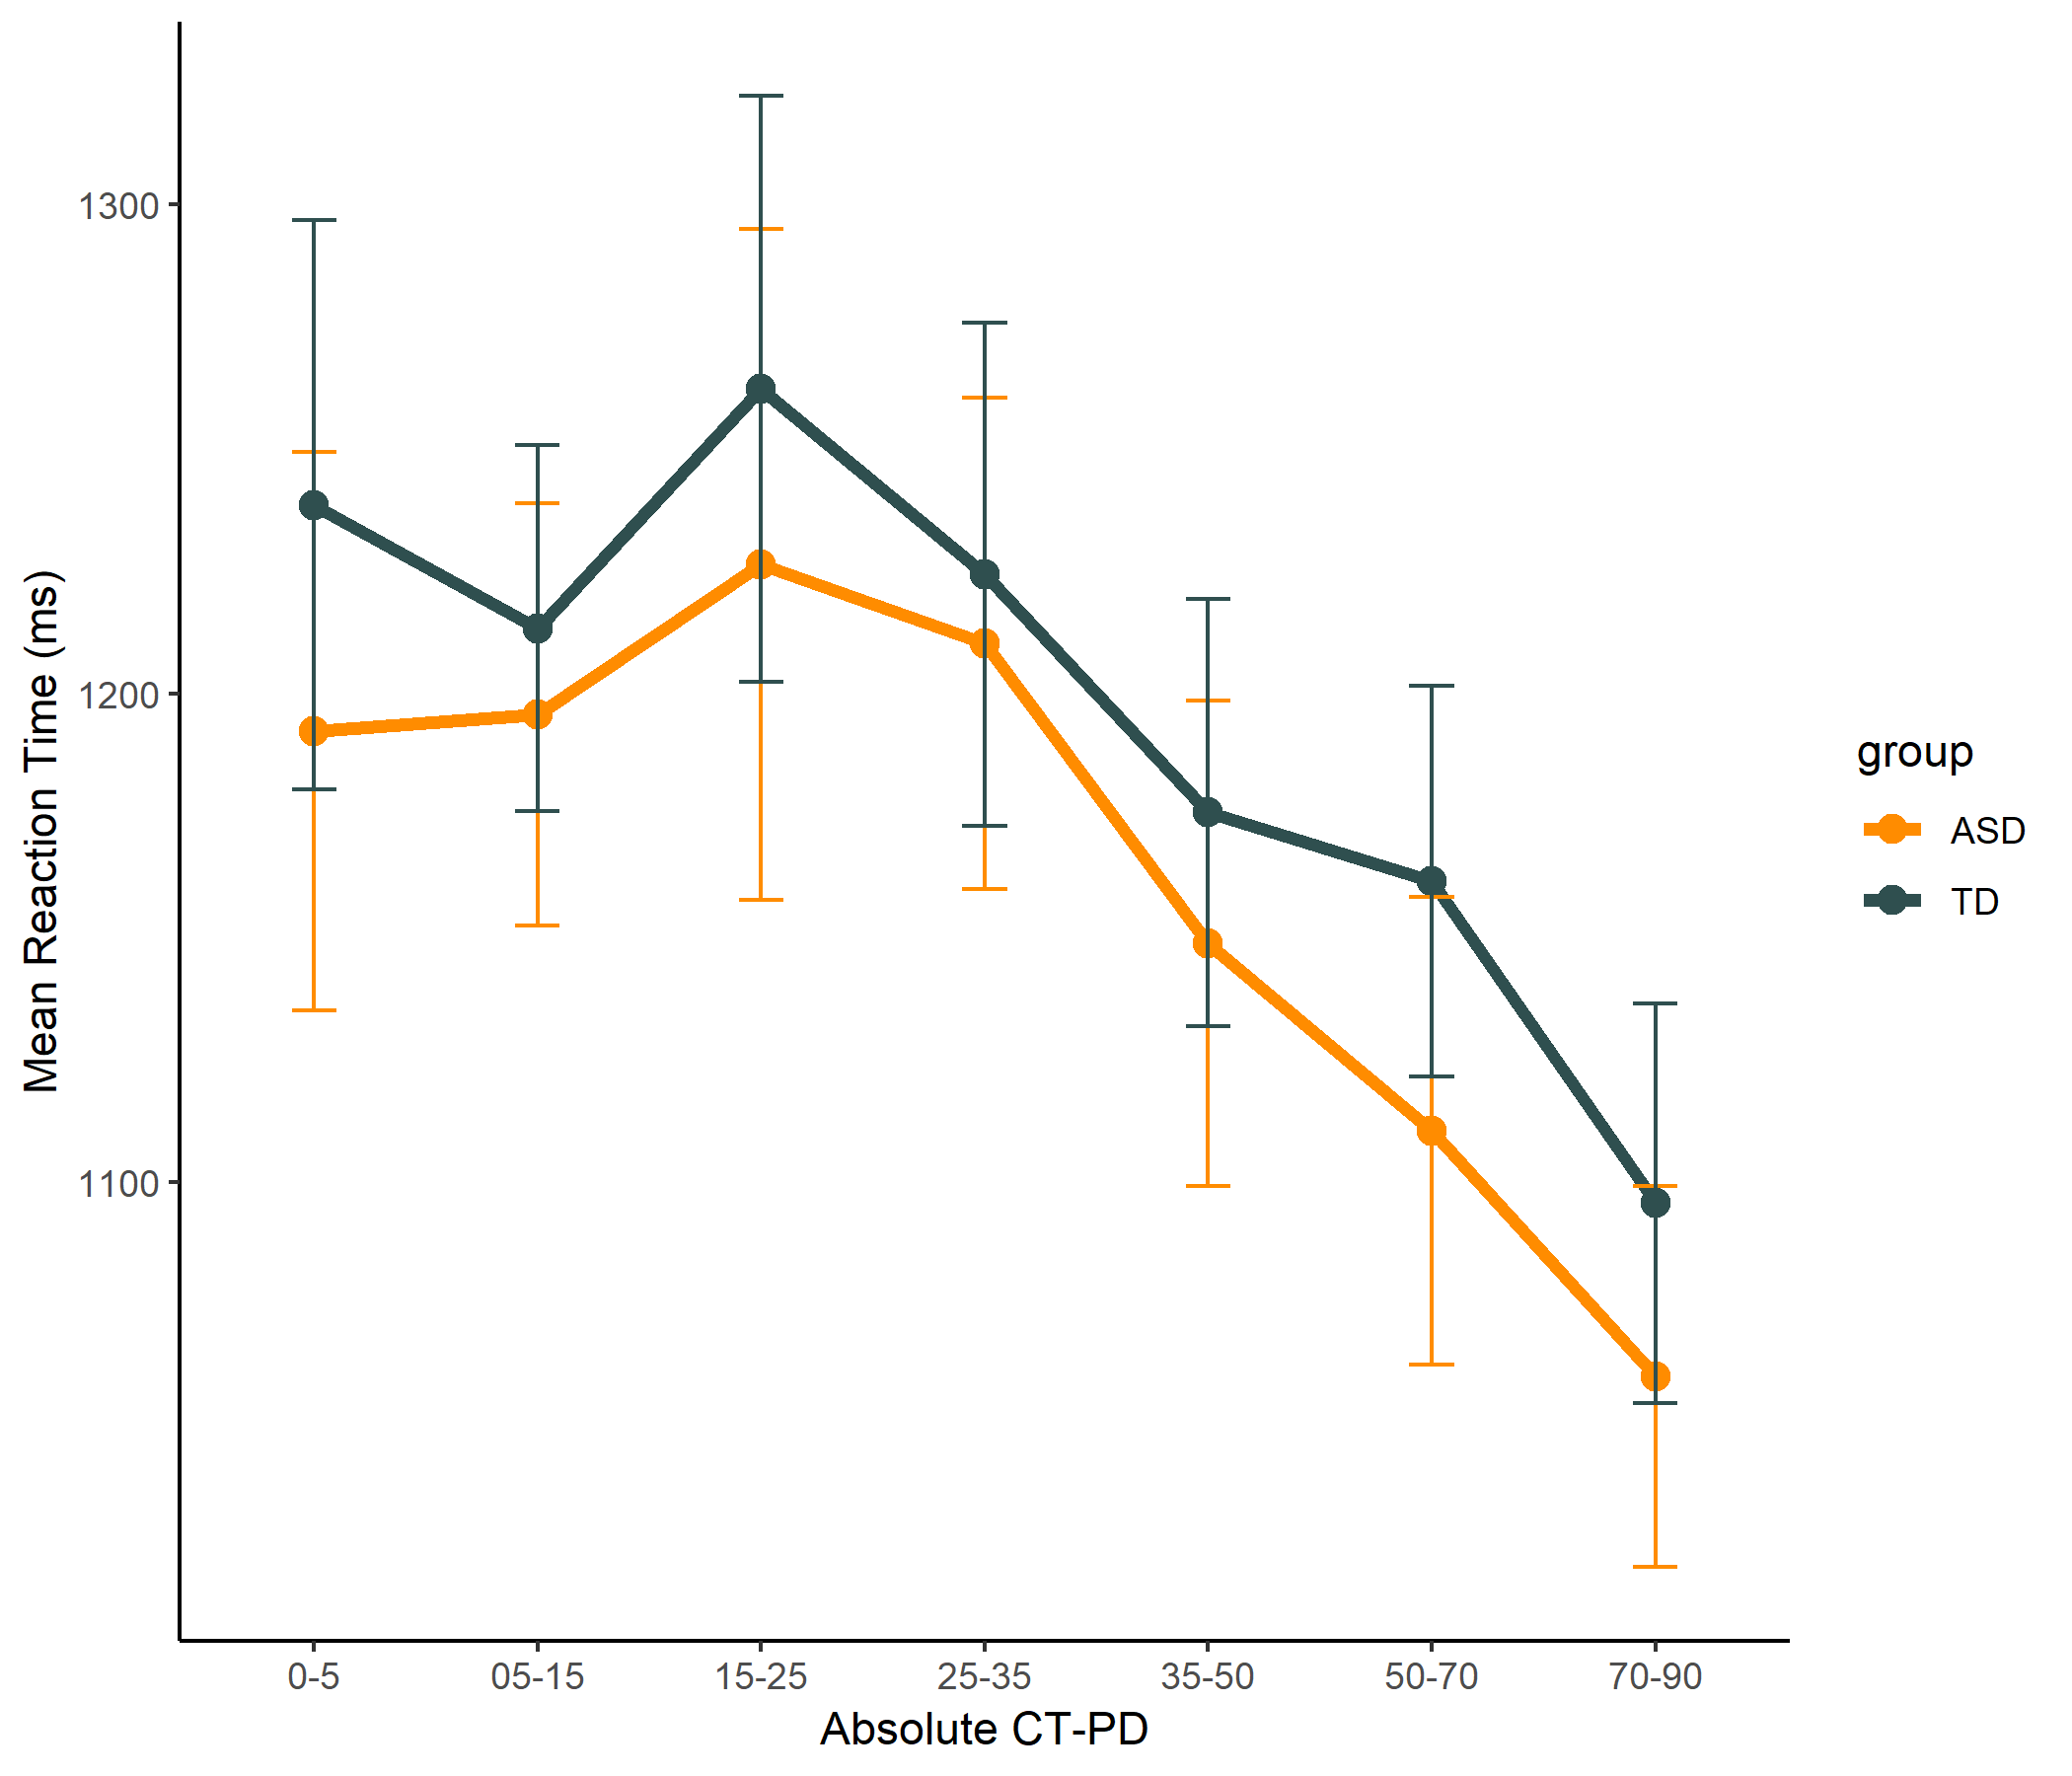 Mean Reaction Time (ms)
1300
1200
1100
0-5 05-15 15-25 25-35 35-50 50-70 70-90
Absolute CT-PD
group
ASD
TD